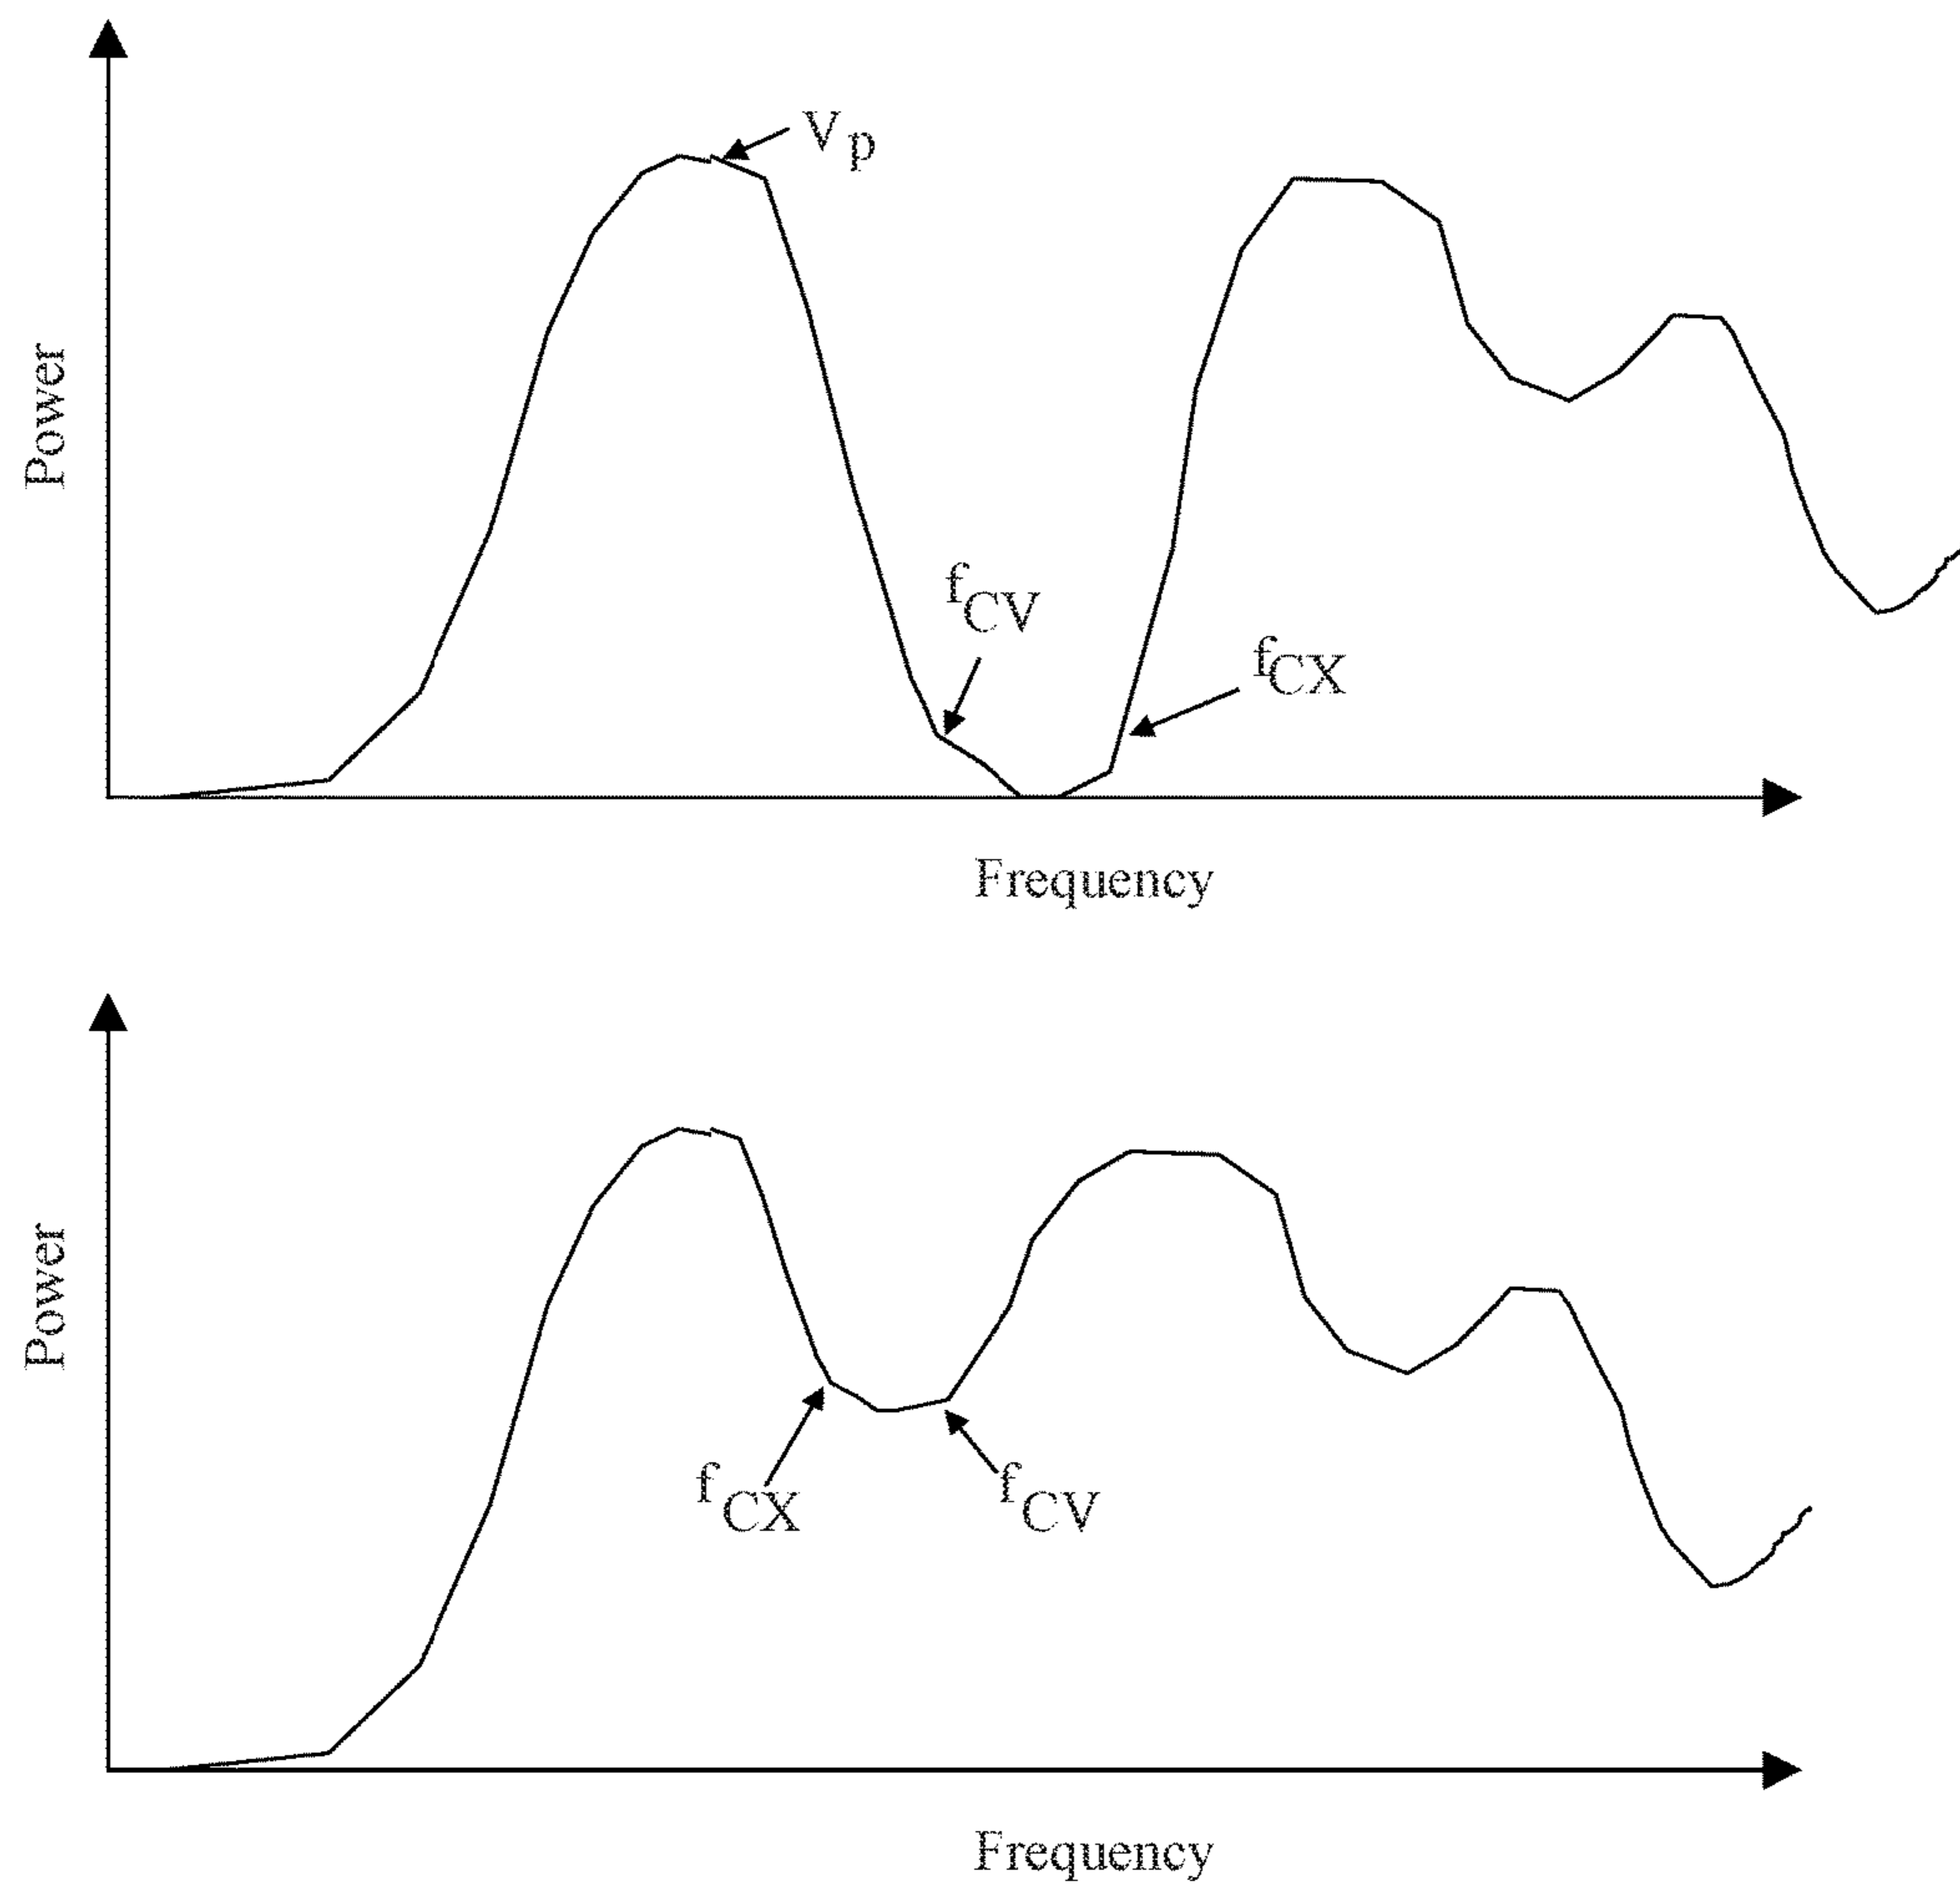 Vp
Power
fCV
fCX
Frequency
Power
fCX
fCV
Frequency